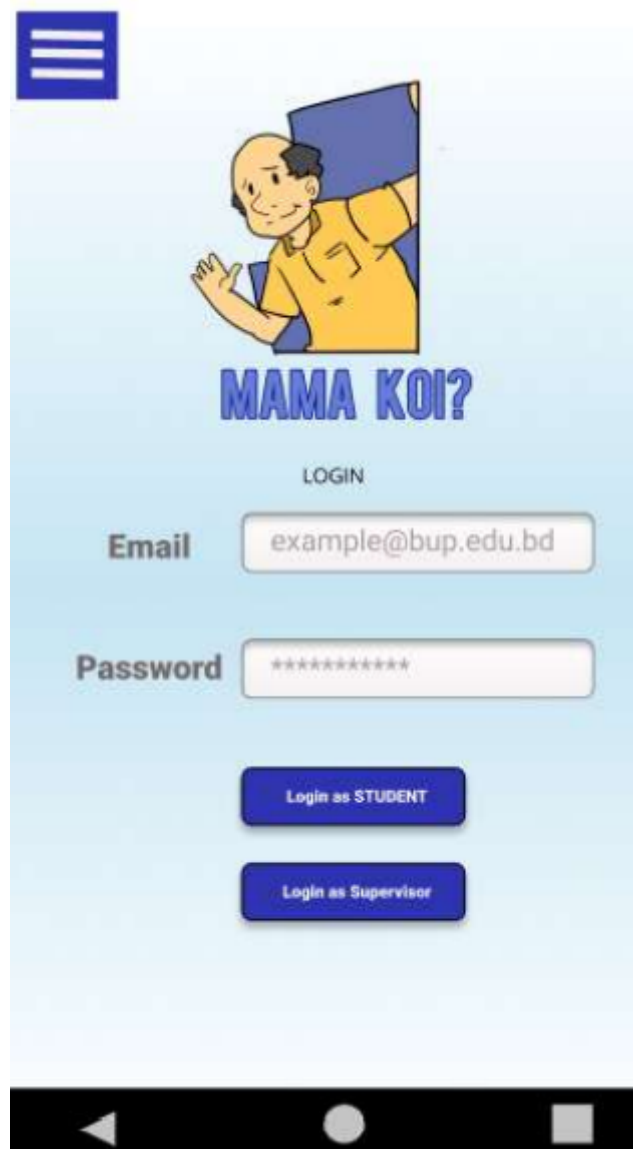 MAMA KOI?
LOGIN
Email
example@bup.edu.bd
Password
***********
Login as STUDENT
Login as Supervisor